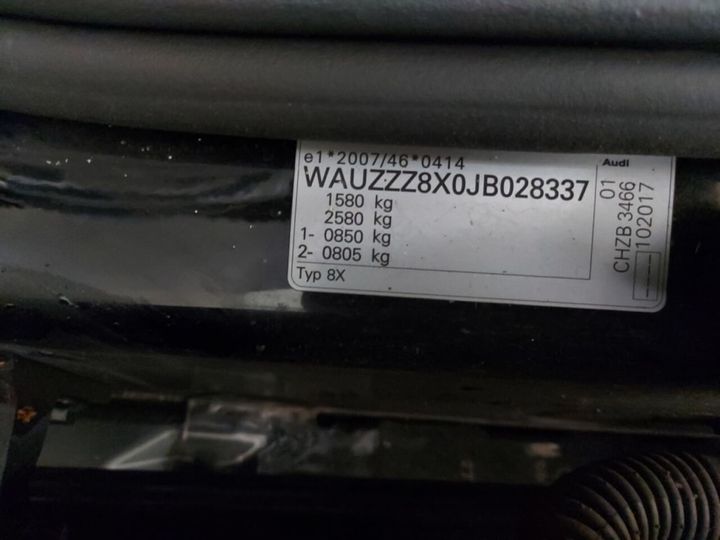 e1*2007/46*0414
WAUZZZ8X0JB028337
1580 kg
2580 kg
1- 0850 kg
2- 0805 kg
Typ 8X
Audi
01
CHZB 3466
102017